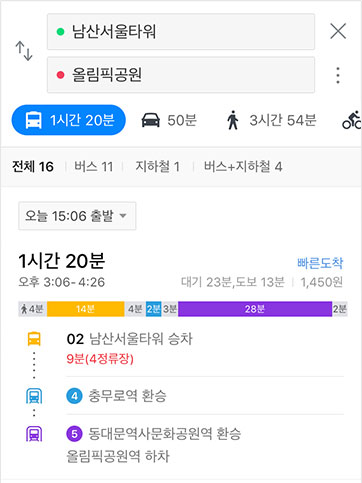 남산서울타워
올림픽공원
1시간 20분 50분 3시간 54분
전체 16 버스 11 지하철 1 버스+지하철 4
오늘 15:06 출발
1시간 20분 빠른도착
오후 3:06- 4:26 대기 23분,도보 13분 1,450원
4분 14분 4분 2분 3분 28분 2분
02 남산서울타워 승차
9분(4정류장)
4 충무로역 환승
5 동대문역사문화공원역 환승
올림픽공원역 하차